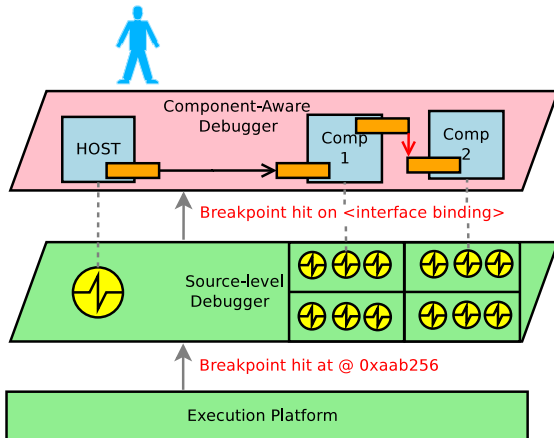 Component-Aware
Debugger
HOST
Comp
1
Comp
2
Breakpoint hit on <interface binding>
Source-level
Debugger
Breakpoint hit at @ 0xaab256
Execution Platform